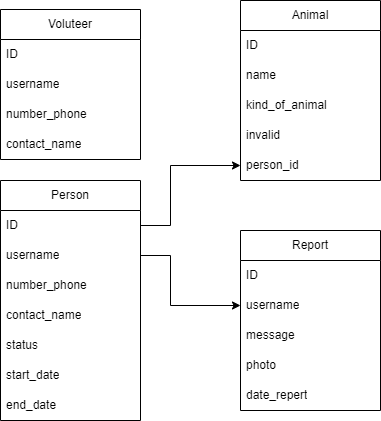 Voluteer
ID
username
number_phone
contact_name
Animal
ID
name
kind_of_animal
invalid
person_id
Person
ID
username
number_phone
contact_name
status
start_date
end_date
Report
ID
username
message
photo
date_repert